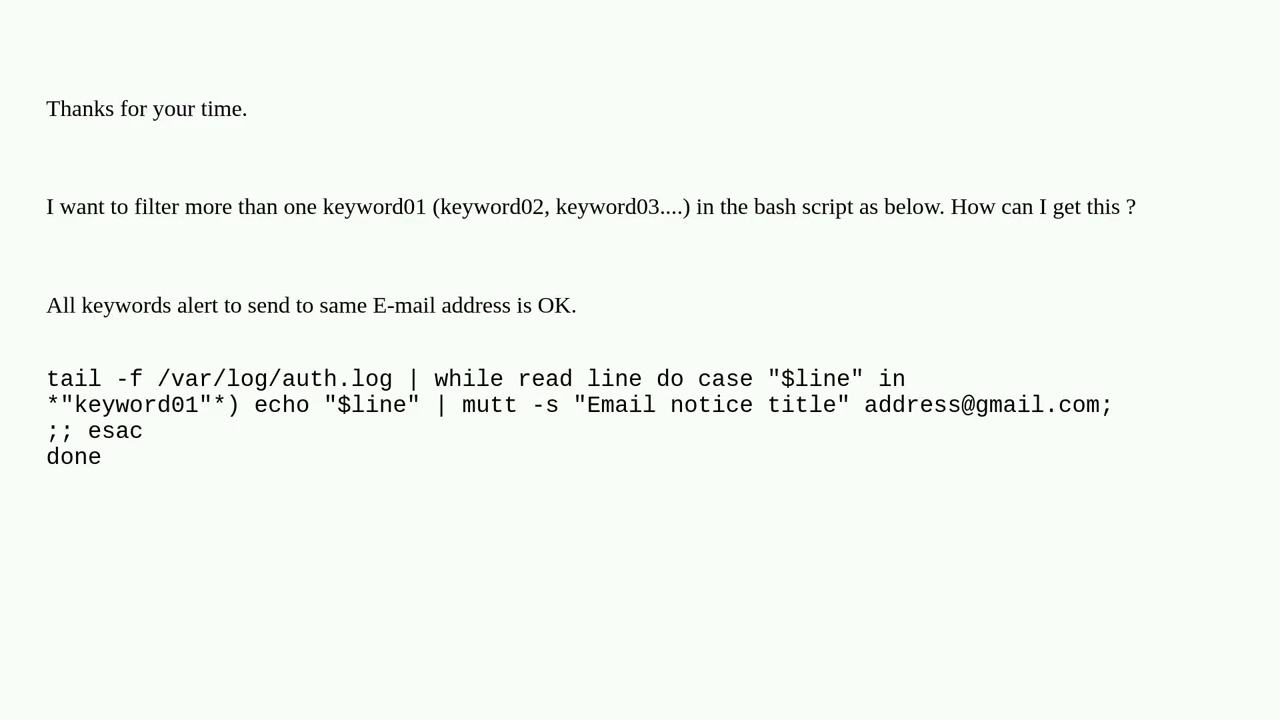 Thanks for your time.
I want to filter more than one keyword01 (keyword02, keyword03....) in the bash script as below. How can I get this ?
All keywords alert to send to same E-mail address is OK.
tail -f /var/log/auth.log | while read line do case "$line" in
*"keyword01"*) echo "$line" | mutt -s "Email notice title" address@gmail.com;
;; esac
done